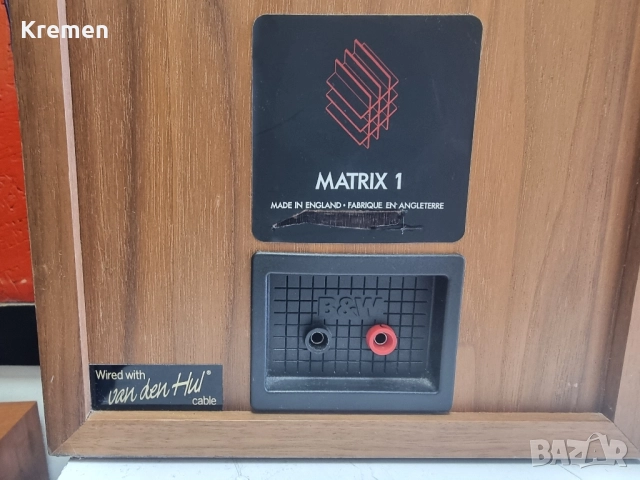 Kremen
MATRIX 1
MADE IN ENGLAND • FABRIQUE EN ANGLETERRE
B&W
Wired with
van den Hul®
cable
BAZAR